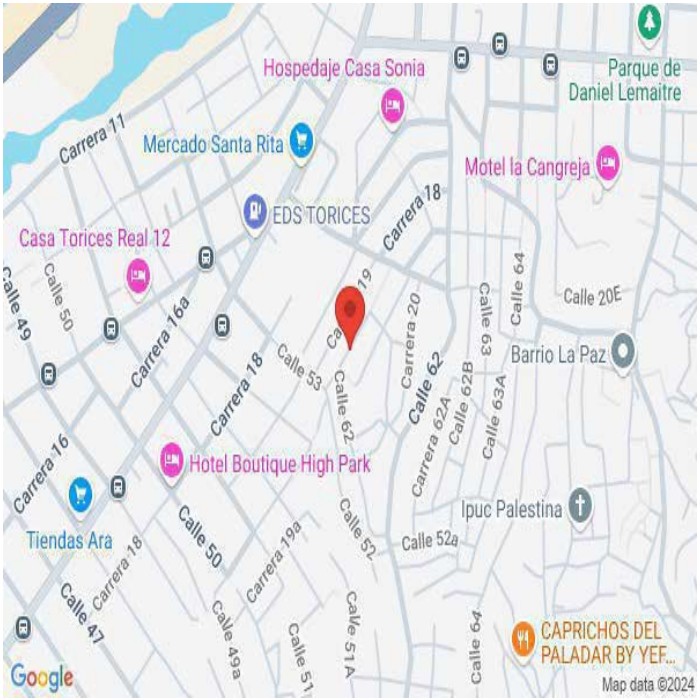 Hospedaje Casa Sonia
Parque de
Daniel Lemaitre
Carrera 11
Mercado Santa Rita
Motel la Cangreja
Carrera 18
EDS TORICES
Casa Torices Real 12
Calle 49
Calle 50
Carrera 16a
19
Calle 64
Calle 20E
Calle 63
Carrera 20
Barrio La Paz
Calle 53
Carrera 18
Calle 62
Calle 62
Calle 62B
Calle 63A
Carrera 62A
Carrera 16
Hotel Boutique High Park
Ipuc Palestina
Tiendas Ara
Calle 50
Calle 52
Calle 52a
Carrera 18
Carrera 19a
Calle 47
Calle 49a
Calle 51
Calle 51A
Calle 64
CAPRICHOS DEL
PALADAR BY YEF...
Google
Map data ©2024